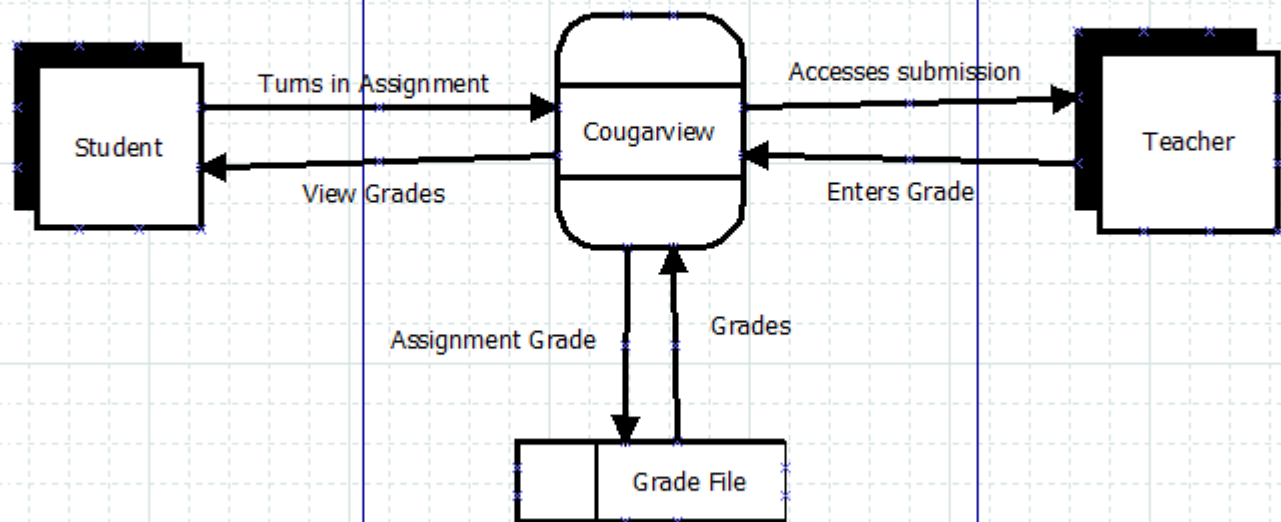 Turns in Assignment
Accesses submission
Student
Cougarview
Teacher
View Grades
Enters Grade
Assignment Grade
Grades
Grade File